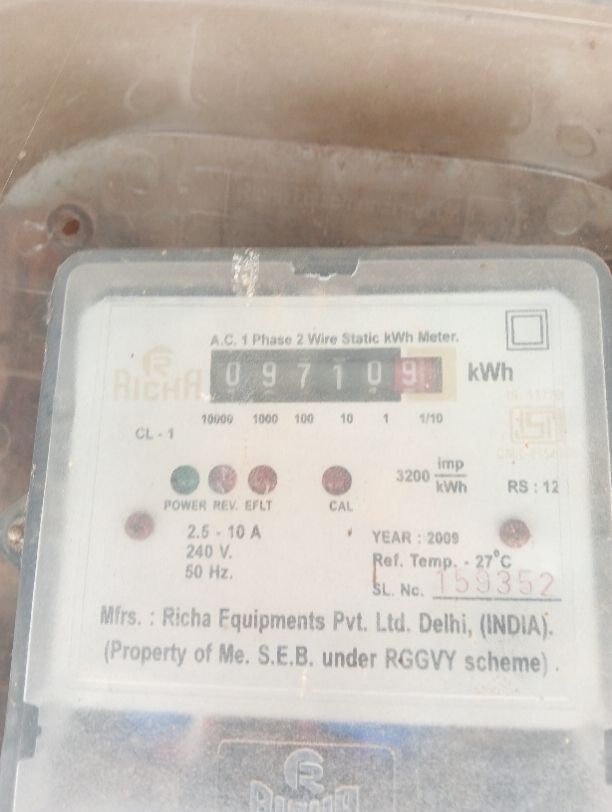 A.C. 1 Phase 2 Wire Static kWh Meter.
RICHA
0 9 7 1 0 9 kWh
10000 1000 100 10 1 1/10
CL - 1
3200 imp/kWh
RS : 12
POWER REV. EFLT CAL
2.5 - 10 A
240 V.
50 Hz.
YEAR : 2009
Ref. Temp. - 27°C
SL. No. 159352
Mfrs. : Richa Equipments Pvt. Ltd. Delhi, (INDIA).
(Property of Me. S.E.B. under RGGVY scheme) .
RICHA